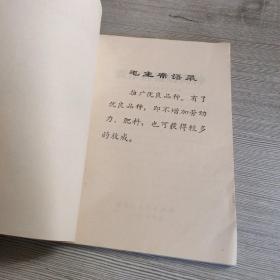 毛主席语录
推广优良品种。有了
优良品种，即不增加劳动
力、肥料，也可获得较多
的收成。